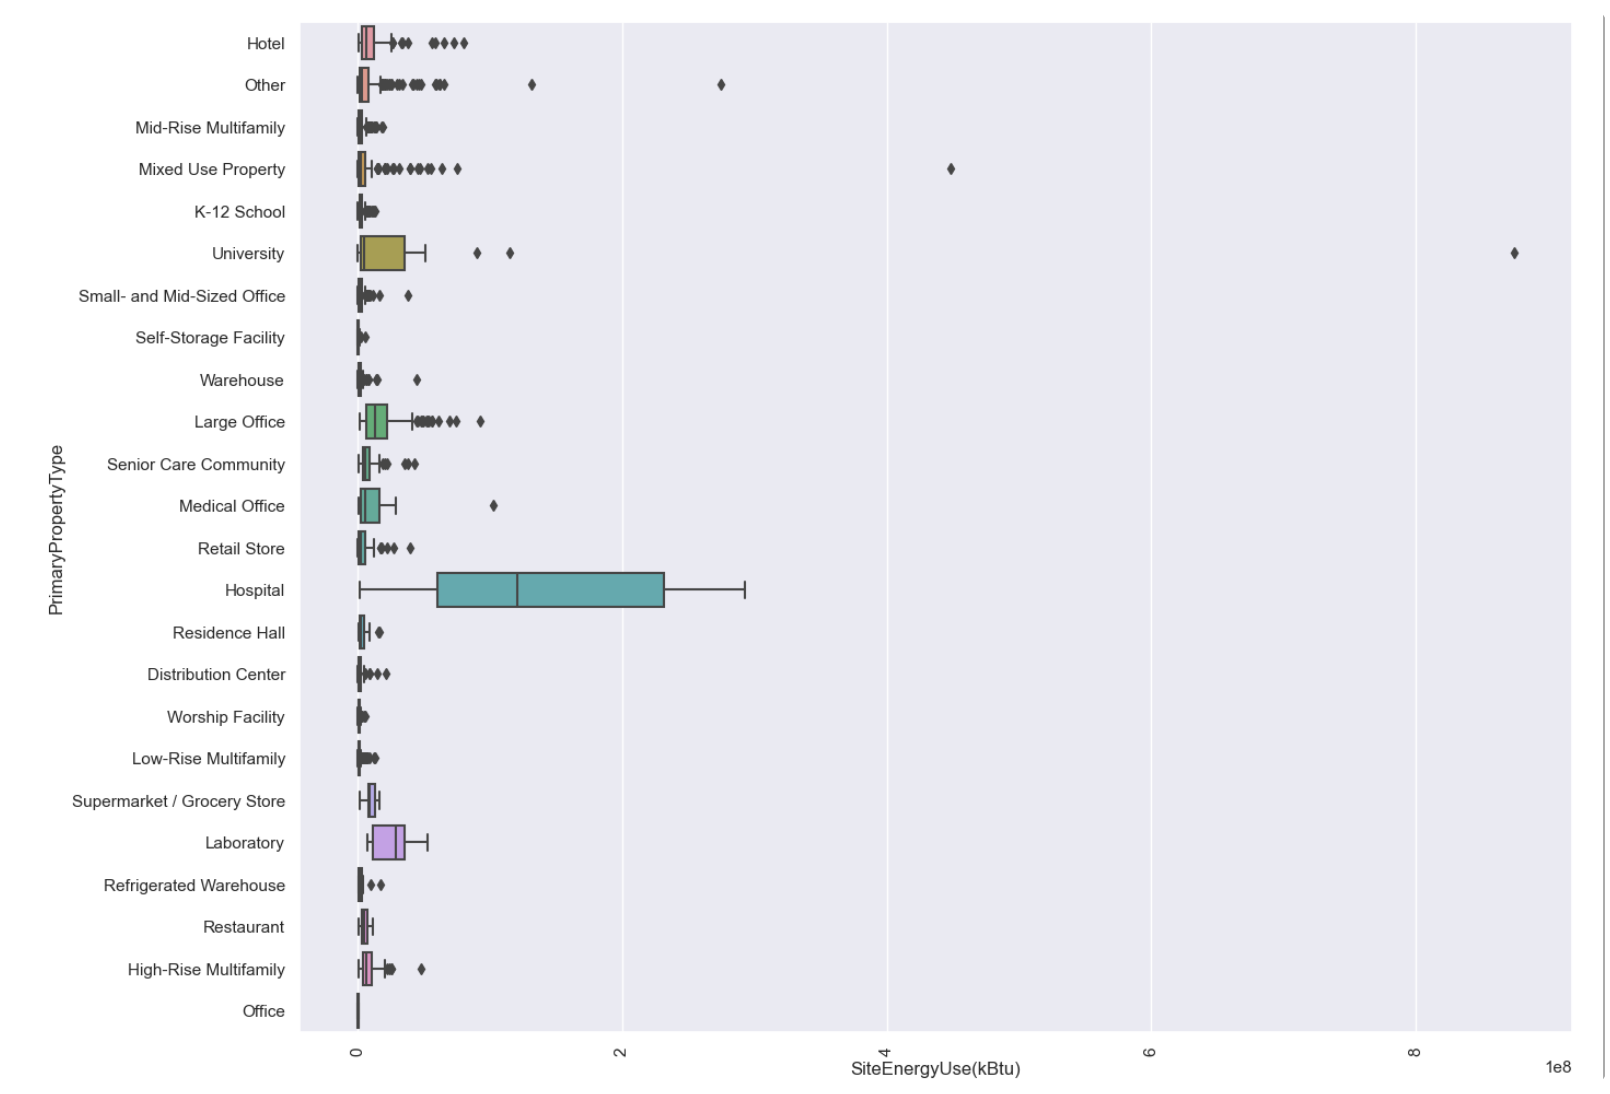 Hotel
Other
Mid-Rise Multifamily
Mixed Use Property
K-12 School
University
Small- and Mid-Sized Office
Self-Storage Facility
Warehouse
Large Office
Senior Care Community
Medical Office
Retail Store
Hospital
Residence Hall
Distribution Center
Worship Facility
Low-Rise Multifamily
Supermarket / Grocery Store
Laboratory
Refrigerated Warehouse
Restaurant
High-Rise Multifamily
Office
PrimaryPropertyType
0 2 4 6 8
SiteEnergyUse(kBtu)
1e8